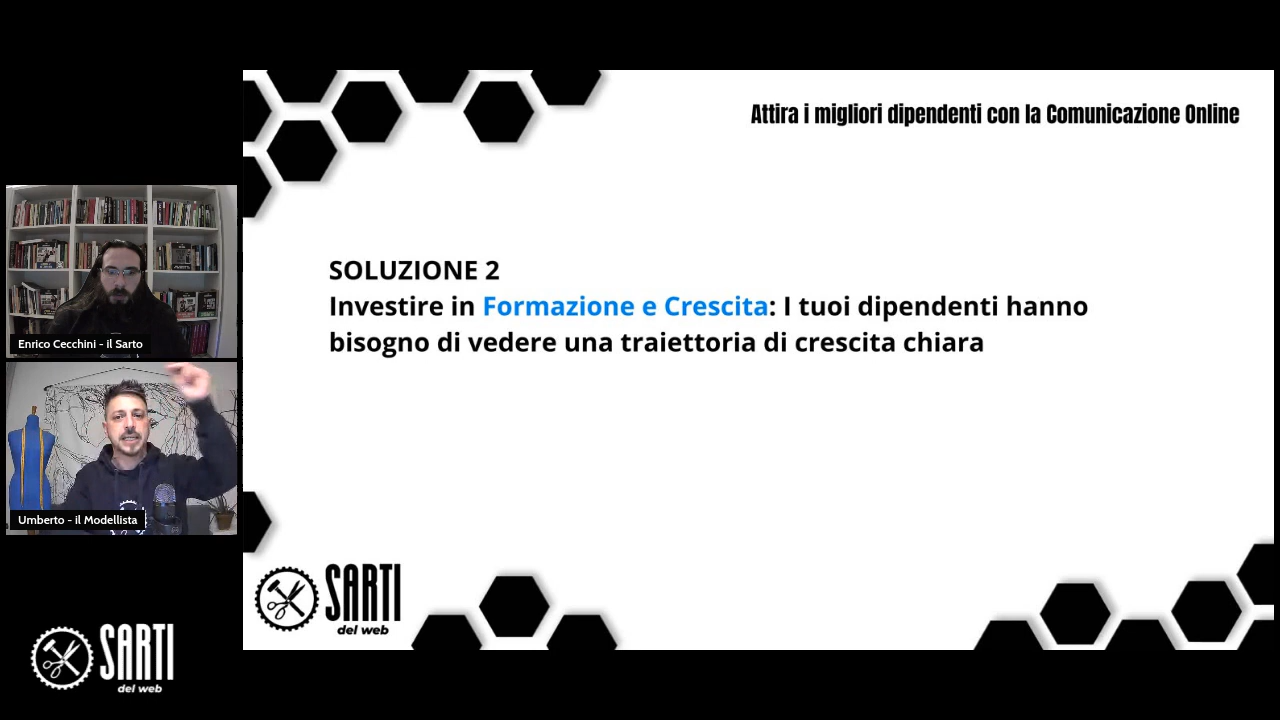 Attira i migliori dipendenti con la Comunicazione Online
SOLUZIONE 2
Investire in Formazione e Crescita: I tuoi dipendenti hanno
bisogno di vedere una traiettoria di crescita chiara
Enrico Cecchini - il Sarto
Umberto - il Modellista
SARTI
del web
SARTI
del web